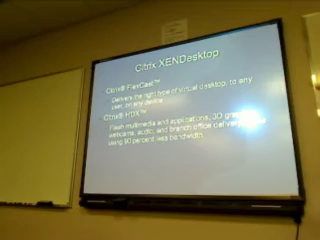 Citrix XENDesktop
Citrix® FlexCast™
Delivers the right type of virtual desktop, to any
user, on any device
Citrix® HDX™
Flash multimedia and applications, 3D
webcams, audio, and branch office delivery
using 90 percent less bandwidth